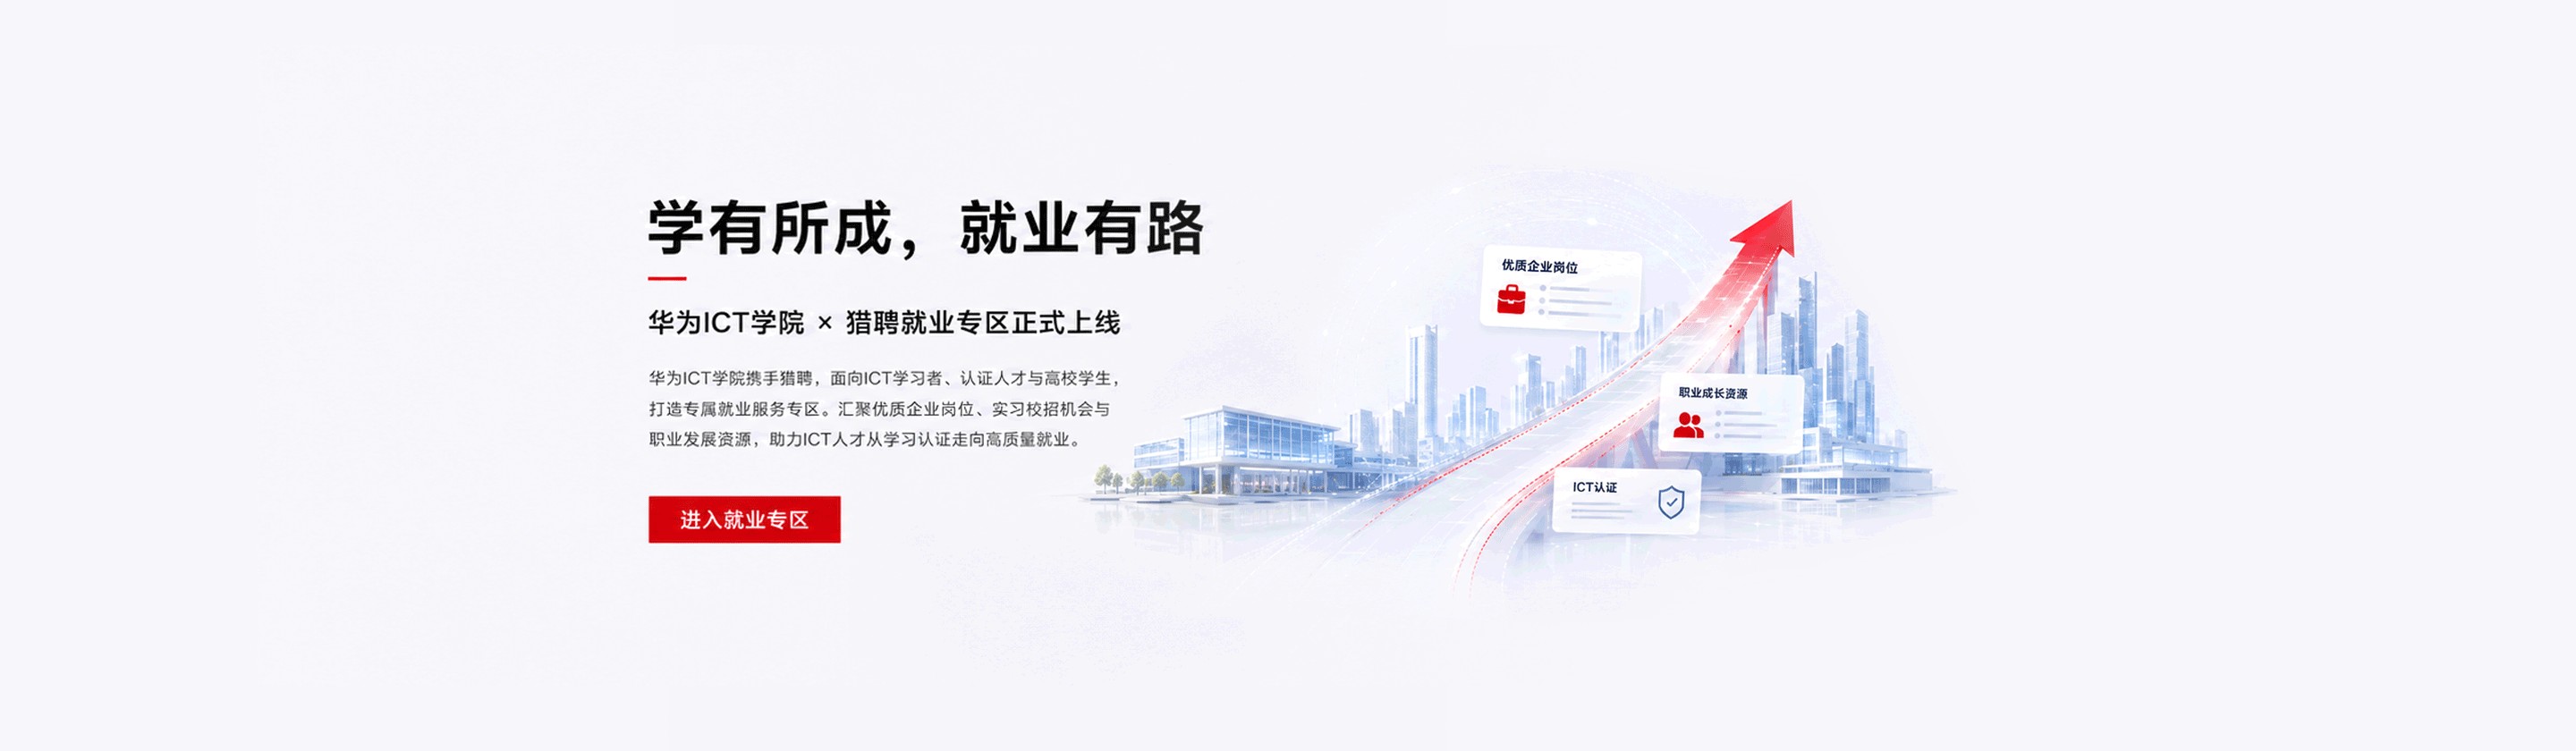 学有所成，就业有路
华为ICT学院 × 猎聘就业专区正式上线
华为ICT学院携手猎聘，面向ICT学习者、认证人才与高校学生，
打造专属就业服务专区。汇聚优质企业岗位、实习校招机会与
职业发展资源，助力ICT人才从学习认证走向高质量就业。
进入就业专区
优质企业岗位
职业成长资源
ICT认证